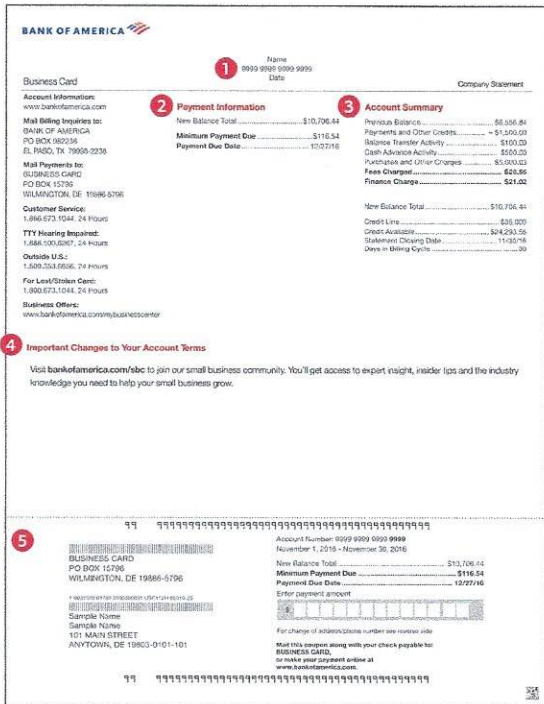 BANK OF AMERICA
1
Name
9999 9999 9999 9999
Date
Business Card
Company Statement
Account Information:
www.bankofamerica.com
Mail Billing Inquiries to:
BANK OF AMERICA
PO BOX 982238
EL PASO, TX 79998-2238
Mail Payments to:
BUSINESS CARD
PO BOX 15796
WILMINGTON, DE 19886-5796
Customer Service:
1.866.673.1044, 24 Hours
TTY Hearing Impaired:
1.888.500.6267, 24 Hours
Outside U.S.:
1.509.353.6656, 24 Hours
For Lost/Stolen Card:
1.800.673.1044, 24 Hours
Business Offers:
www.bankofamerica.com/mybusinesscenter
2 Payment Information
New Balance Total $10,706.44
Minimum Payment Due $116.54
Payment Due Date 12/27/16
3 Account Summary
Previous Balance
Payments and Other Credits - $1,500.00
Balance Transfer Activity $100.00
Cash Advance Activity $500.00
Purchases and Other Charges
Fees Charged
Finance Charge $21.02
New Balance Total $10,706.44
Credit Line $35,000
Credit Available $24,293.56
Statement Closing Date 11/30/16
Days in Billing Cycle 30
4 Important Changes to Your Account Terms
Visit bankofamerica.com/sbc to join our small business community. You'll get access to expert insight, insider tips and the industry
knowledge you need to help your small business grow.
5
BUSINESS CARD
PO BOX 15796
WILMINGTON, DE 19886-5796
Sample Name
Sample Name
101 MAIN STREET
ANYTOWN, DE 19803-0101-101
Account Number: 9999 9999 9999 9999
November 1, 2016 - November 30, 2016
New Balance Total
Minimum Payment Due $116.54
Payment Due Date 12/27/16
Enter payment amount
For change of address/phone number see reverse side
Mail this coupon along with your check payable to:
BUSINESS CARD,
or make your payment online at
www.bankofamerica.com.